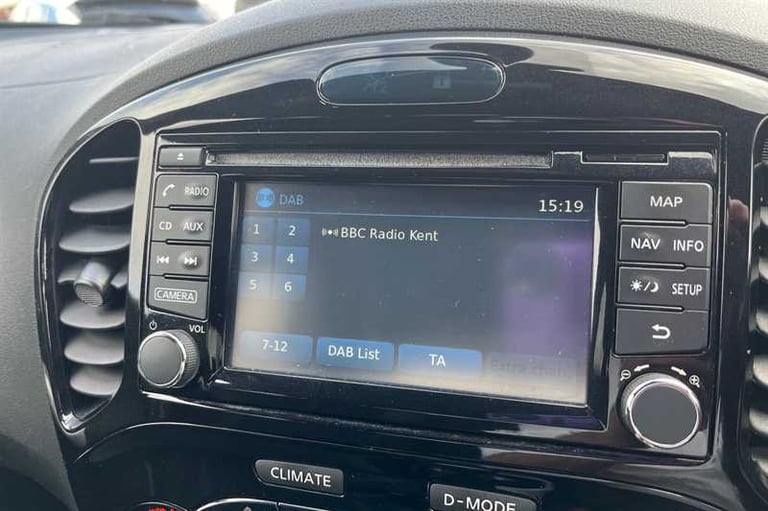 RADIO
CD AUX
CAMERA
VOL
DAB
15:19
1 2
BBC Radio Kent
3 4
5 6
7-12
DAB List
TA
MAP
NAV INFO
SETUP
CLIMATE
D-MODE